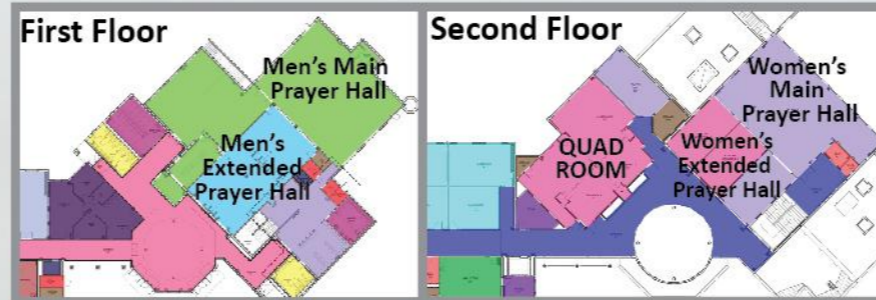 First Floor
Men's Main
Prayer Hall
Men's
Extended
Prayer Hall
Second Floor
Women's
Main
Prayer Hall
QUAD
ROOM
Women's
Extended
Prayer Hall